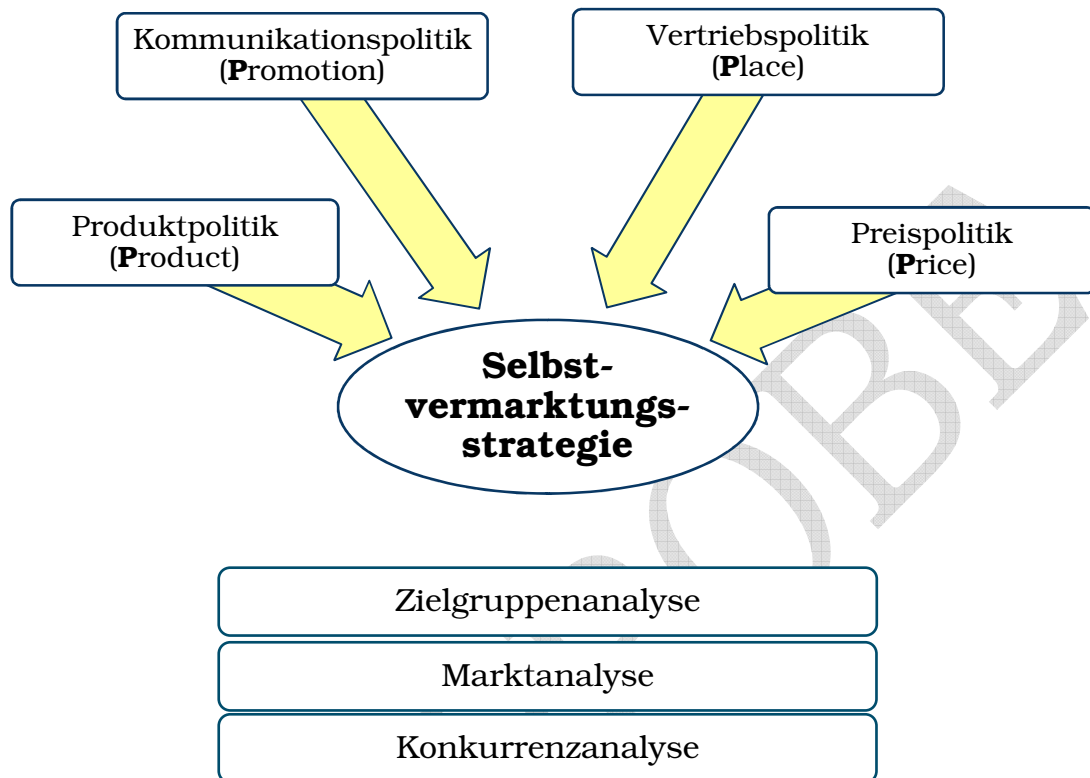 Kommunikationspolitik
(Promotion)
Vertriebspolitik
(Place)
Produktpolitik
(Product)
Preispolitik
(Price)
Selbst-
vermarktungs-
strategie
Zielgruppenanalyse
Marktanalyse
Konkurrenzanalyse